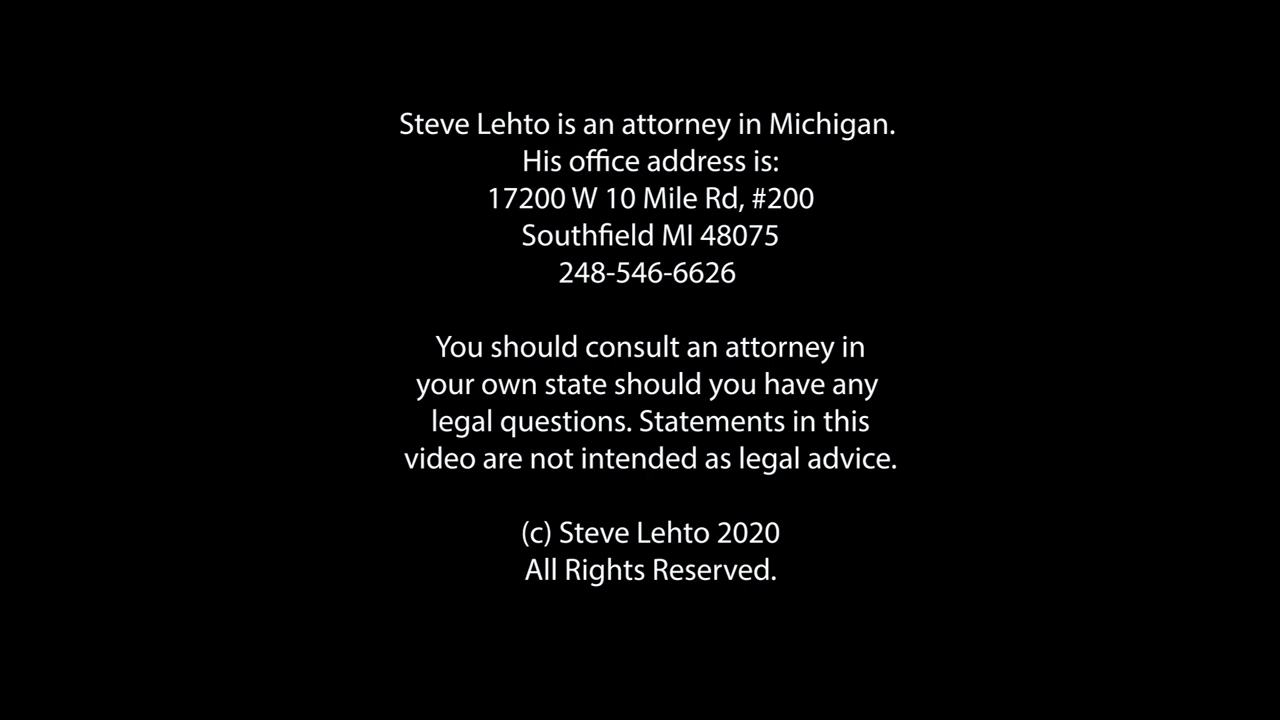 Steve Lehto is an attorney in Michigan.
His office address is:
17200 W 10 Mile Rd, #200
Southfield MI 48075
248-546-6626
You should consult an attorney in
your own state should you have any
legal questions. Statements in this
video are not intended as legal advice.
(c) Steve Lehto 2020
All Rights Reserved.